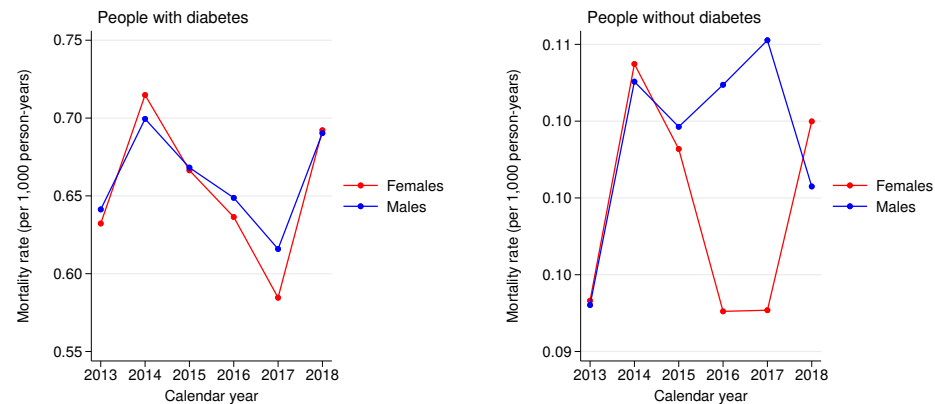 People with diabetes
Mortality rate (per 1,000 person-years)
0.75
0.70
0.65
0.60
0.55
2013 2014 2015 2016 2017 2018
Calendar year
Females
Males
People without diabetes
Mortality rate (per 1,000 person-years)
0.11
0.10
0.10
0.10
0.09
2013 2014 2015 2016 2017 2018
Calendar year
Females
Males